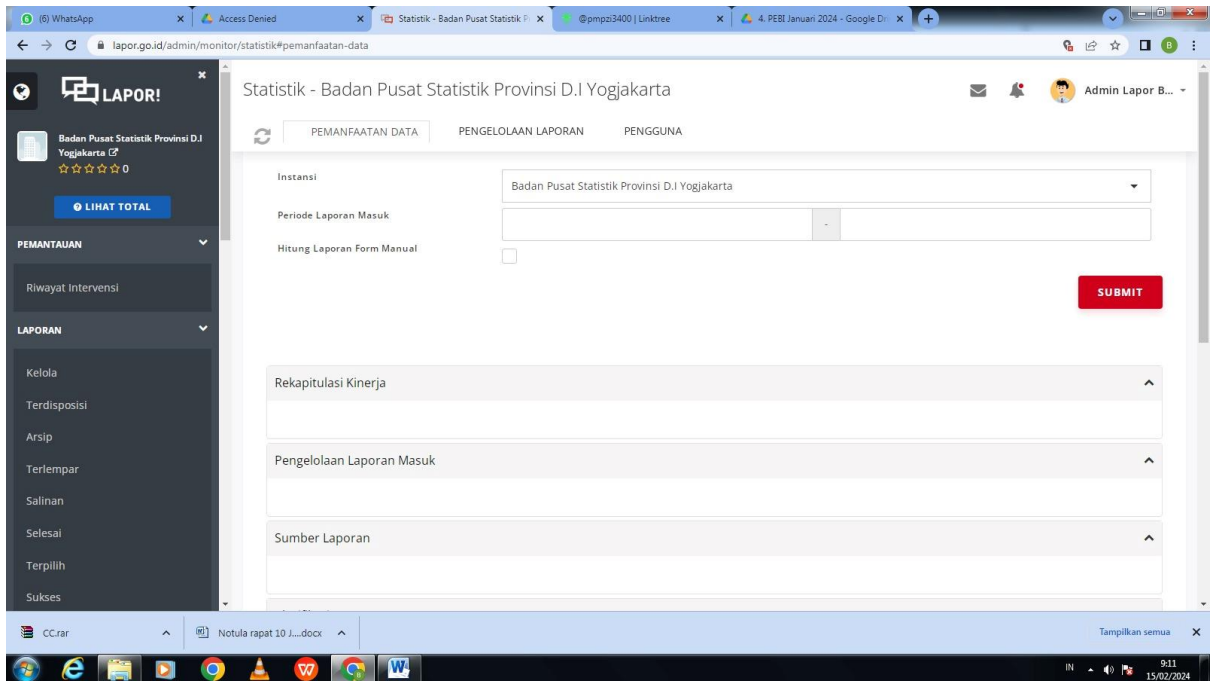 (6) WhatsApp
Access Denied
Statistik - Badan Pusat Statistik P
@pmpzi3400 | Linktree
4. PEBI Januari 2024 - Google Dri
lapor.go.id/admin/monitor/statistik#pemanfaatan-data
B
LAPOR!
Statistik - Badan Pusat Statistik Provinsi D.I Yogjakarta
Admin Lapor B...
Badan Pusat Statistik Provinsi D.I
Yogjakarta
0
LIHAT TOTAL
PEMANFAATAN DATA
PENGELOLAAN LAPORAN
PENGGUNA
PEMANTAUAN
Riwayat Intervensi
LAPORAN
Kelola
Terdisposisi
Arsip
Terlempar
Salinan
Selesai
Terpilih
Sukses
Instansi
Badan Pusat Statistik Provinsi D.I Yogjakarta
Periode Laporan Masuk
-
Hitung Laporan Form Manual
SUBMIT
Rekapitulasi Kinerja
Pengelolaan Laporan Masuk
Sumber Laporan
CC.rar
Notula rapat 10 J....docx
Tampilkan semua
IN
9:11
15/02/2024